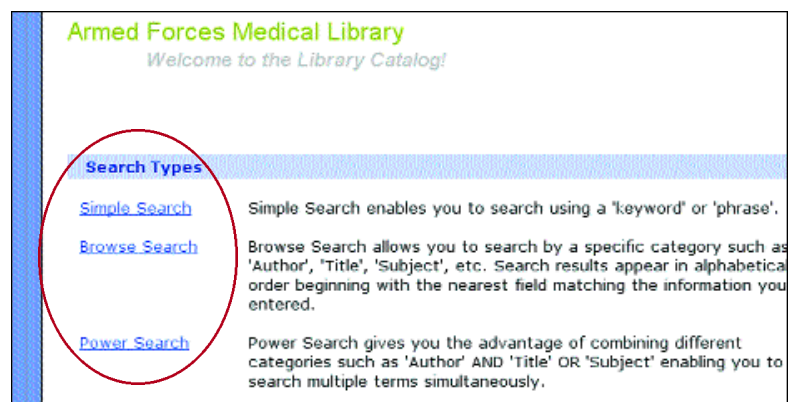 Armed Forces Medical Library
Welcome to the Library Catalog!
Search Types
Simple Search
Simple Search enables you to search using a 'keyword' or 'phrase'.
Browse Search
Browse Search allows you to search by a specific category such as
'Author', 'Title', 'Subject', etc. Search results appear in alphabetical
order beginning with the nearest field matching the information you
entered.
Power Search
Power Search gives you the advantage of combining different
categories such as 'Author' AND 'Title' OR 'Subject' enabling you to
search multiple terms simultaneously.